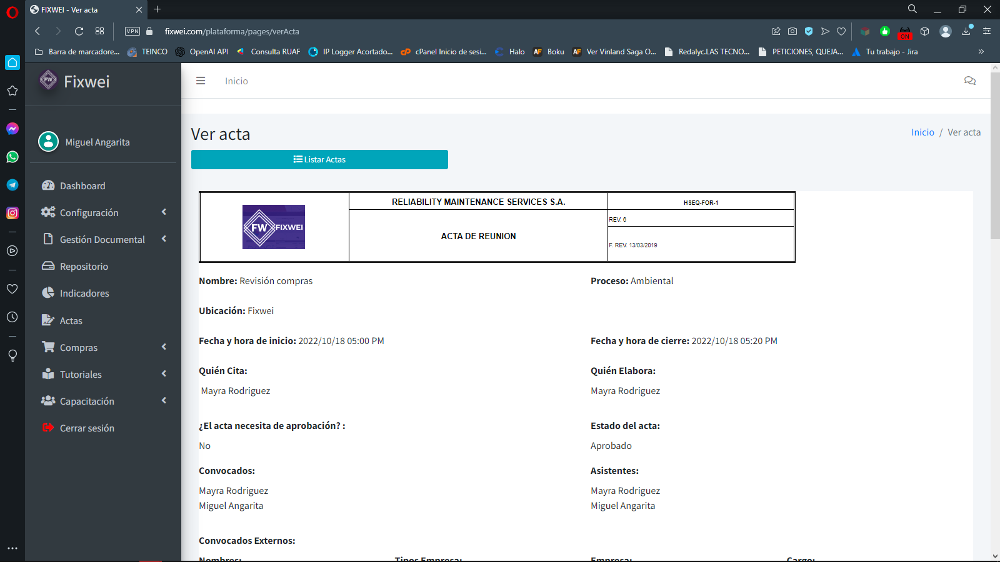 FIXWEI - Ver acta
VPN
fixwei.com/plataforma/pages/verActa
ON
Barra de marcadore...
TEINCO
OpenAI API
Consulta RUAF
IP Logger Acortado...
cPanel Inicio de sesi...
Halo
AF Boku
AF Ver Vinland Saga O...
Redalyc.LAS TECNO...
PETICIONES, QUEJA...
Tu trabajo - Jira
FW Fixwei
Inicio
Miguel Angarita
Dashboard
Configuración
Gestión Documental
Repositorio
Indicadores
Actas
Compras
Tutoriales
Capacitación
Cerrar sesión
Ver acta
Inicio / Ver acta
Listar Actas
FW FIXWEI
RELIABILITY MAINTENANCE SERVICES S.A.
ACTA DE REUNION
HSEQ-FOR-1
REV. 6
F. REV. 13/03/2019
Nombre: Revisión compras
Proceso: Ambiental
Ubicación: Fixwei
Fecha y hora de inicio: 2022/10/18 05:00 PM
Fecha y hora de cierre: 2022/10/18 05:20 PM
Quién Cita:
Mayra Rodriguez
Quién Elabora:
Mayra Rodriguez
¿El acta necesita de aprobación? :
No
Estado del acta:
Aprobado
Convocados:
Mayra Rodriguez
Miguel Angarita
Asistentes:
Mayra Rodriguez
Miguel Angarita
Convocados Externos:
Nombres:
Tipos Empresa:
Empresa:
Cargo: